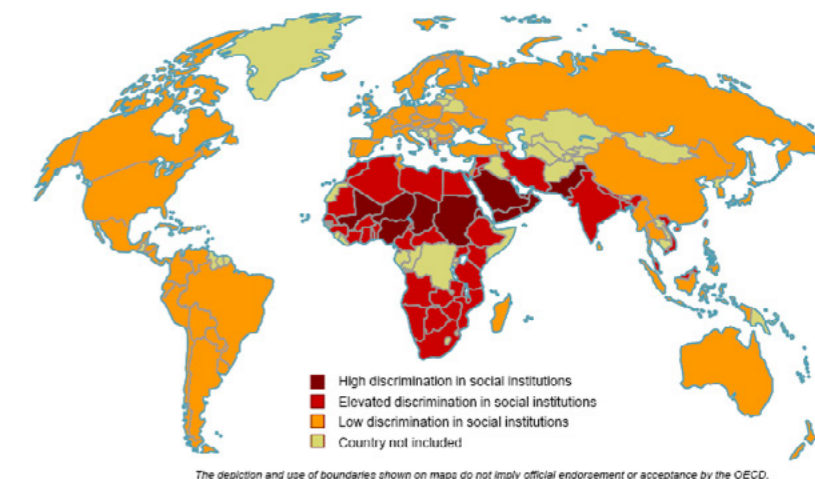 High discrimination in social institutions
Elevated discrimination in social institutions
Low discrimination in social institutions
Country not included
The depiction and use of boundaries shown on maps do not imply official endorsement or acceptance by the OECD.